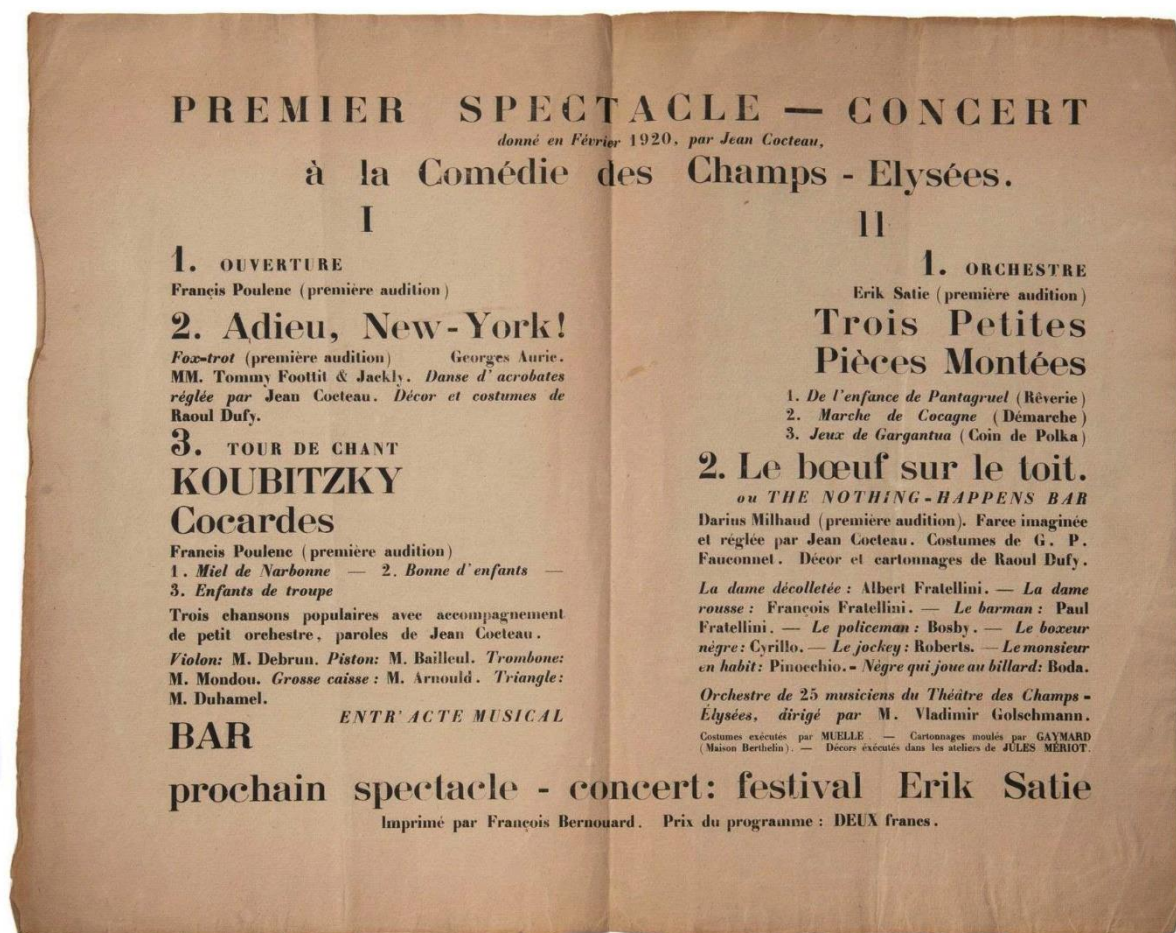 PREMIER SPECTACLE — CONCERT
donné en Février 1920, par Jean Cocteau,
à la Comédie des Champs - Elysées.
I
1. OUVERTURE
Francis Poulenc (première audition)
2. Adieu, New-York!
Fox-trot (première audition) Georges Auric.
MM. Tommy Foottit & Jackly. Danse d'acrobates
réglée par Jean Cocteau. Décor et costumes de
Raoul Dufy.
3. TOUR DE CHANT
KOUBITZKY
Cocardes
Francis Poulenc (première audition)
1. Miel de Narbonne — 2. Bonne d'enfants —
3. Enfants de troupe
Trois chansons populaires avec accompagnement
de petit orchestre, paroles de Jean Cocteau.
Violon: M. Debrun. Piston: M. Bailleul. Trombone:
M. Mondou. Grosse caisse : M. Arnould. Triangle:
M. Duhamel.
ENTR'ACTE MUSICAL
BAR
11
1. ORCHESTRE
Erik Satie (première audition)
Trois Petites
Pièces Montées
1. De l'enfance de Pantagruel (Rêverie)
2. Marche de Cocagne (Démarche)
3. Jeux de Gargantua (Coin de Polka)
2. Le bœuf sur le toit.
ou THE NOTHING-HAPPENS BAR
Darius Milhaud (première audition). Farce imaginée
et réglée par Jean Cocteau. Costumes de G. P.
Fauconnet. Décor et cartonnages de Raoul Dufy.
La dame décolletée : Albert Fratellini. — La dame
rousse : François Fratellini. — Le barman : Paul
Fratellini. — Le policeman : Bosby. — Le boxeur
nègre : Cyrillo. — Le jockey : Roberts. — Le monsieur
en habit : Pinocchio. - Nègre qui joue au billard: Boda.
Orchestre de 25 musiciens du Théâtre des Champs -
Élysées, dirigé par M. Vladimir Golschmann.
Costumes exécutés par MUELLE. — Cartonnages moulés par GAYMARD
(Maison Berthelin). — Décors éxécutés dans les ateliers de JULES MÉRIOT.
prochain spectacle - concert: festival Erik Satie
Imprimé par François Bernouard. Prix du programme : DEUX francs.